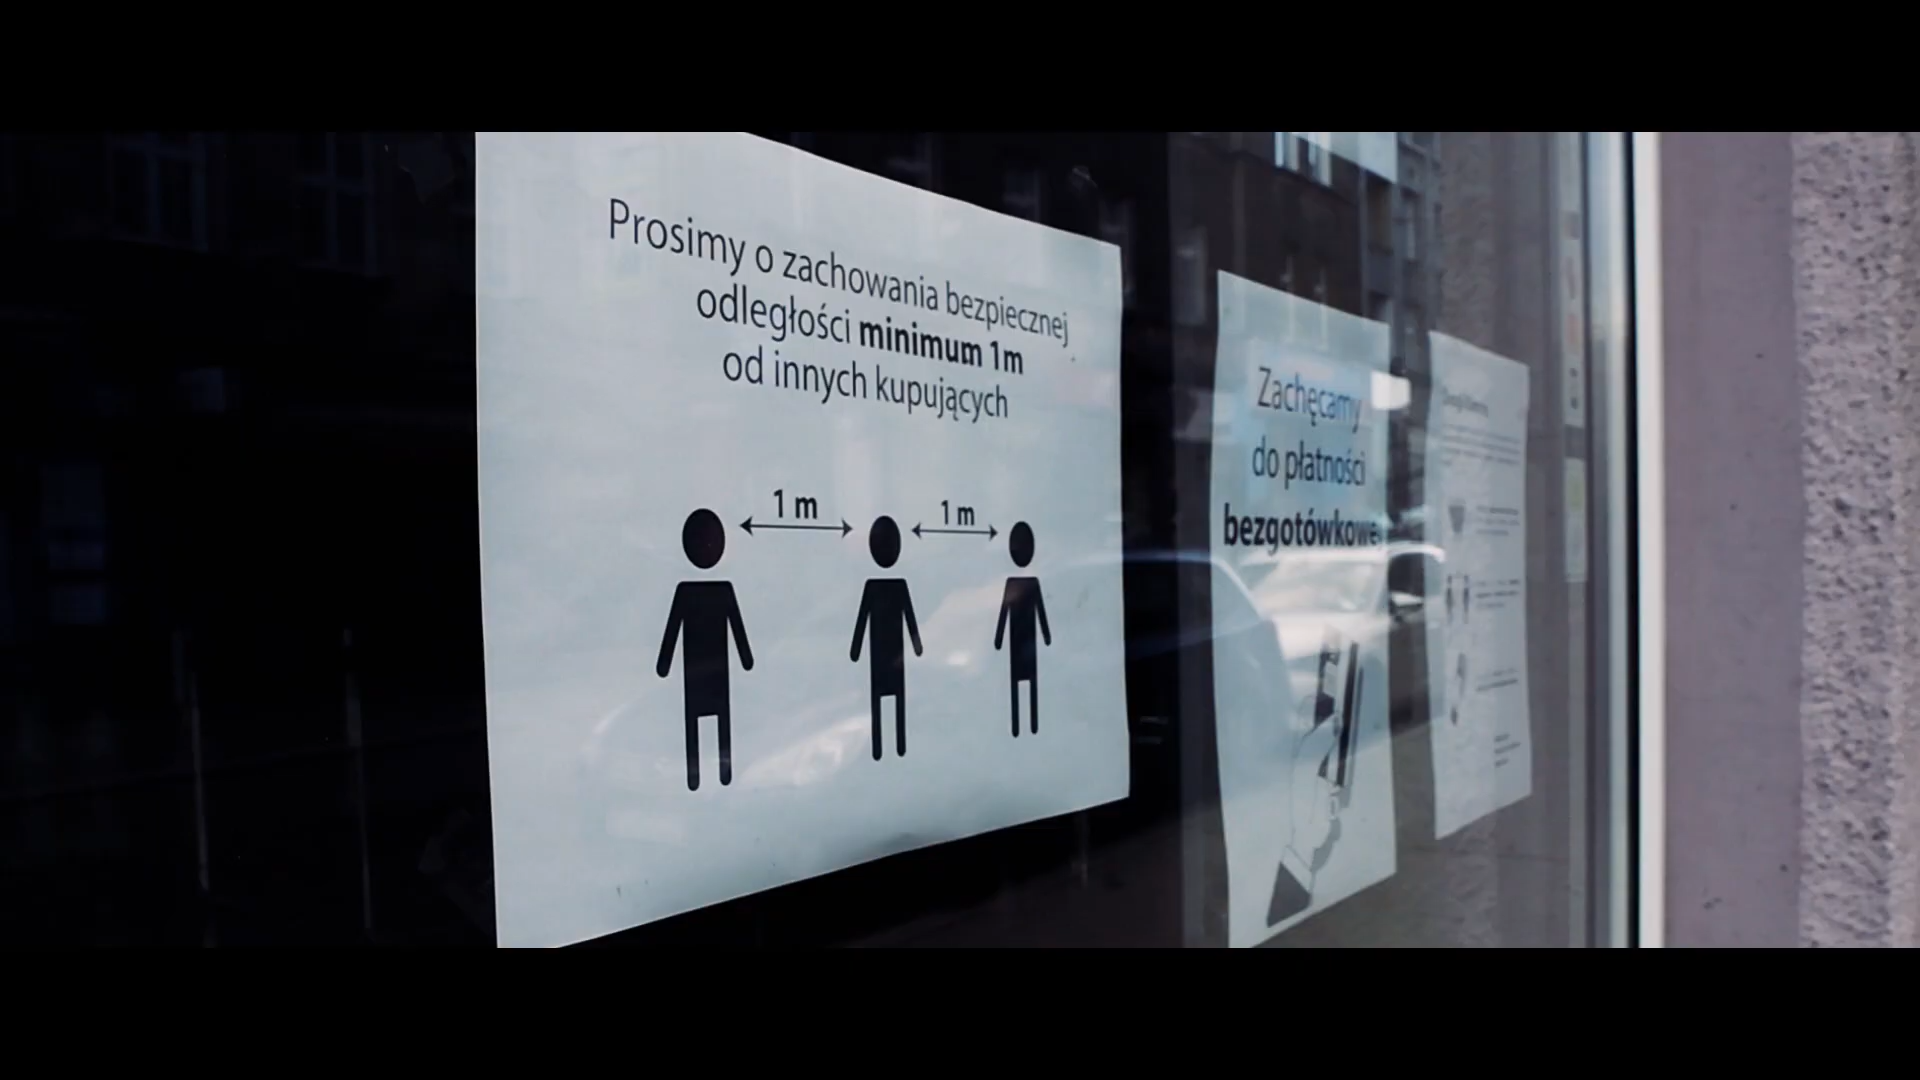 Prosimy o zachowania bezpiecznej
odległości minimum 1m
od innych kupujących
1 m
1 m
Zachęcamy
do płatności
bezgotówkowej